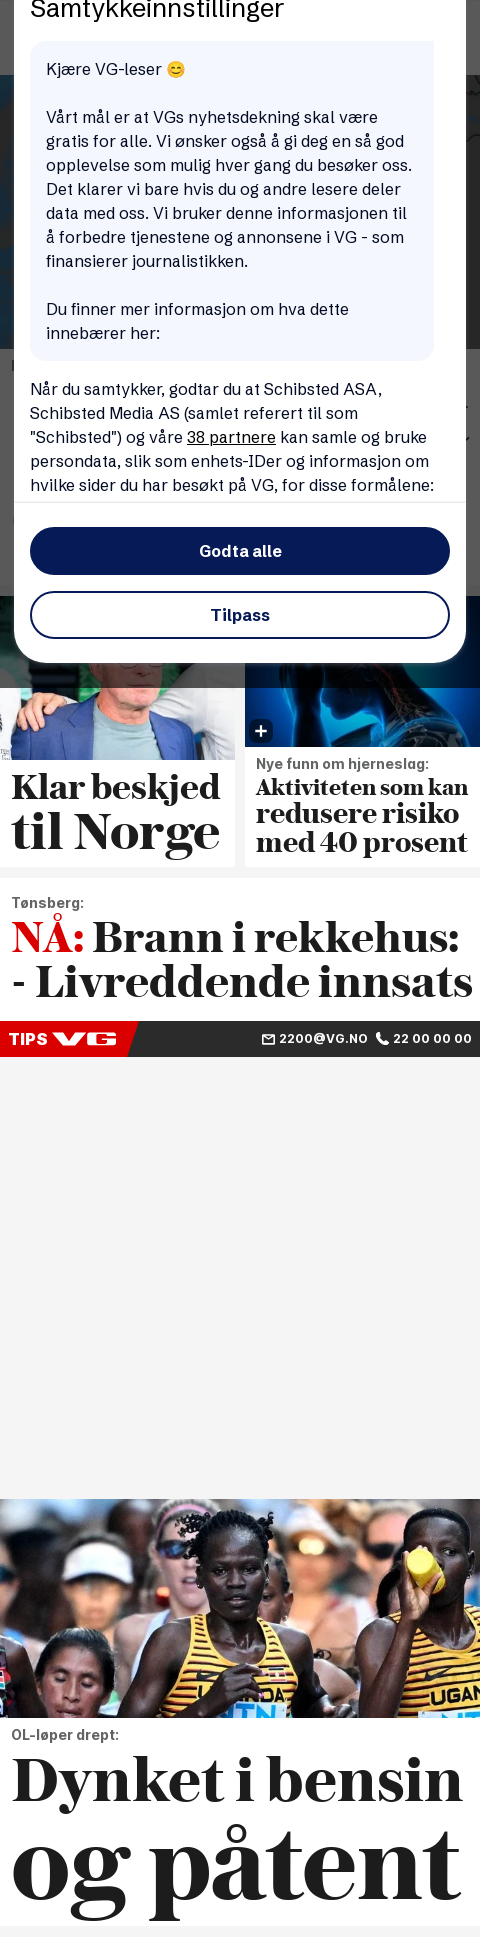 Samtykkeinnstillinger
Kjære VG-leser 😊
Vårt mål er at VGs nyhetsdekning skal være
gratis for alle. Vi ønsker også å gi deg en så god
opplevelse som mulig hver gang du besøker oss.
Det klarer vi bare hvis du og andre lesere deler
data med oss. Vi bruker denne informasjonen til
å forbedre tjenestene og annonsene i VG - som
finansierer journalistikken.
Du finner mer informasjon om hva dette
innebærer her:
Når du samtykker, godtar du at Schibsted ASA,
Schibsted Media AS (samlet referert til som
"Schibsted") og våre 38 partnere kan samle og bruke
persondata, slik som enhets-IDer og informasjon om
hvilke sider du har besøkt på VG, for disse formålene:
Godta alle
Tilpass
Klar beskjed
til Norge
Nye funn om hjerneslag:
Aktiviteten som kan
redusere risiko
med 40 prosent
Tønsberg:
NÅ: Brann i rekkehus:
- Livreddende innsats
TIPS VG 2200@VG.NO 22 00 00 00
UGAN
OL-løper drept:
Dynket i bensin
og påtent